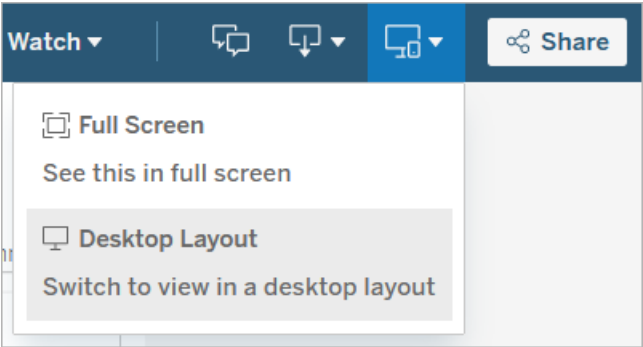 Watch
Share
Full Screen
See this in full screen
Desktop Layout
Switch to view in a desktop layout